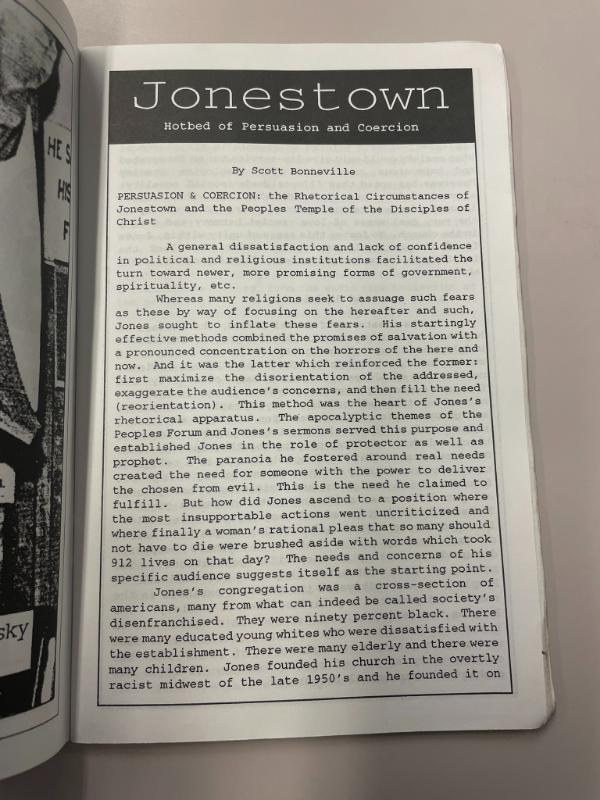 HE S
HIS
F
sky
Jonestown
Hotbed of Persuasion and Coercion
By Scott Bonneville
PERSUASION & COERCION: the Rhetorical Circumstances of
Jonestown and the Peoples Temple of the Disciples of
Christ
A general dissatisfaction and lack of confidence
in political and religious institutions facilitated the
turn toward newer, more promising forms of government,
spirituality, etc.
Whereas many religions seek to assuage such fears
as these by way of focusing on the hereafter and such,
Jones sought to inflate these fears. His startingly
effective methods combined the promises of salvation with
a pronounced concentration on the horrors of the here and
now. And it was the latter which reinforced the former:
first maximize the disorientation of the addressed,
exaggerate the audience's concerns, and then fill the need
(reorientation). This method was the heart of Jones's
rhetorical apparatus. The apocalyptic themes of the
Peoples Forum and Jones's sermons served this purpose and
established Jones in the role of protector as well as
prophet. The paranoia he fostered around real needs
created the need for someone with the power to deliver
the chosen from evil. This is the need he claimed to
fulfill. But how did Jones ascend to a position where
the most insupportable actions went uncriticized and
where finally a woman's rational pleas that so many should
not have to die were brushed aside with words which took
912 lives on that day? The needs and concerns of his
specific audience suggests itself as the starting point.
Jones's congregation was a cross-section of
americans, many from what can indeed be called society's
disenfranchised. They were ninety percent black. There
were many educated young whites who were dissatisfied with
the establishment. There were many elderly and there were
many children. Jones founded his church in the overtly
racist midwest of the late 1950's and he founded it on